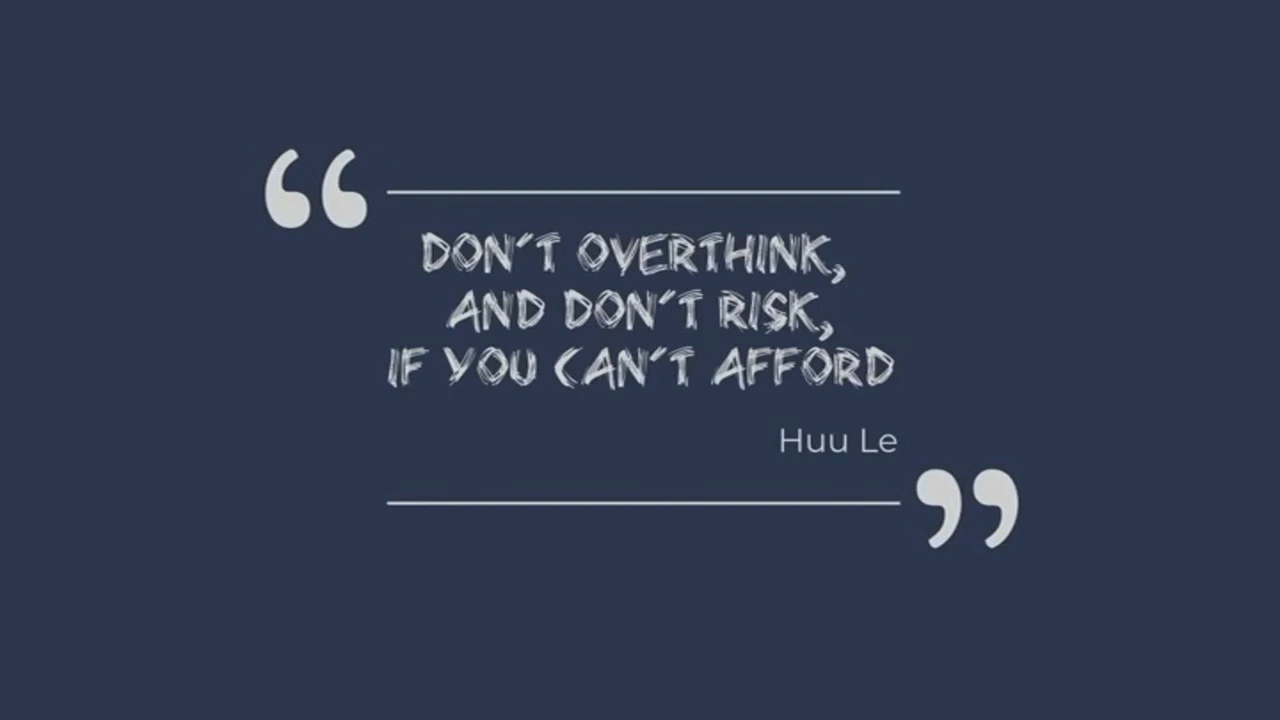 “
DON´T OVERTHINK,
AND DON´T RISK,
IF YOU CAN´T AFFORD
Huu Le
”